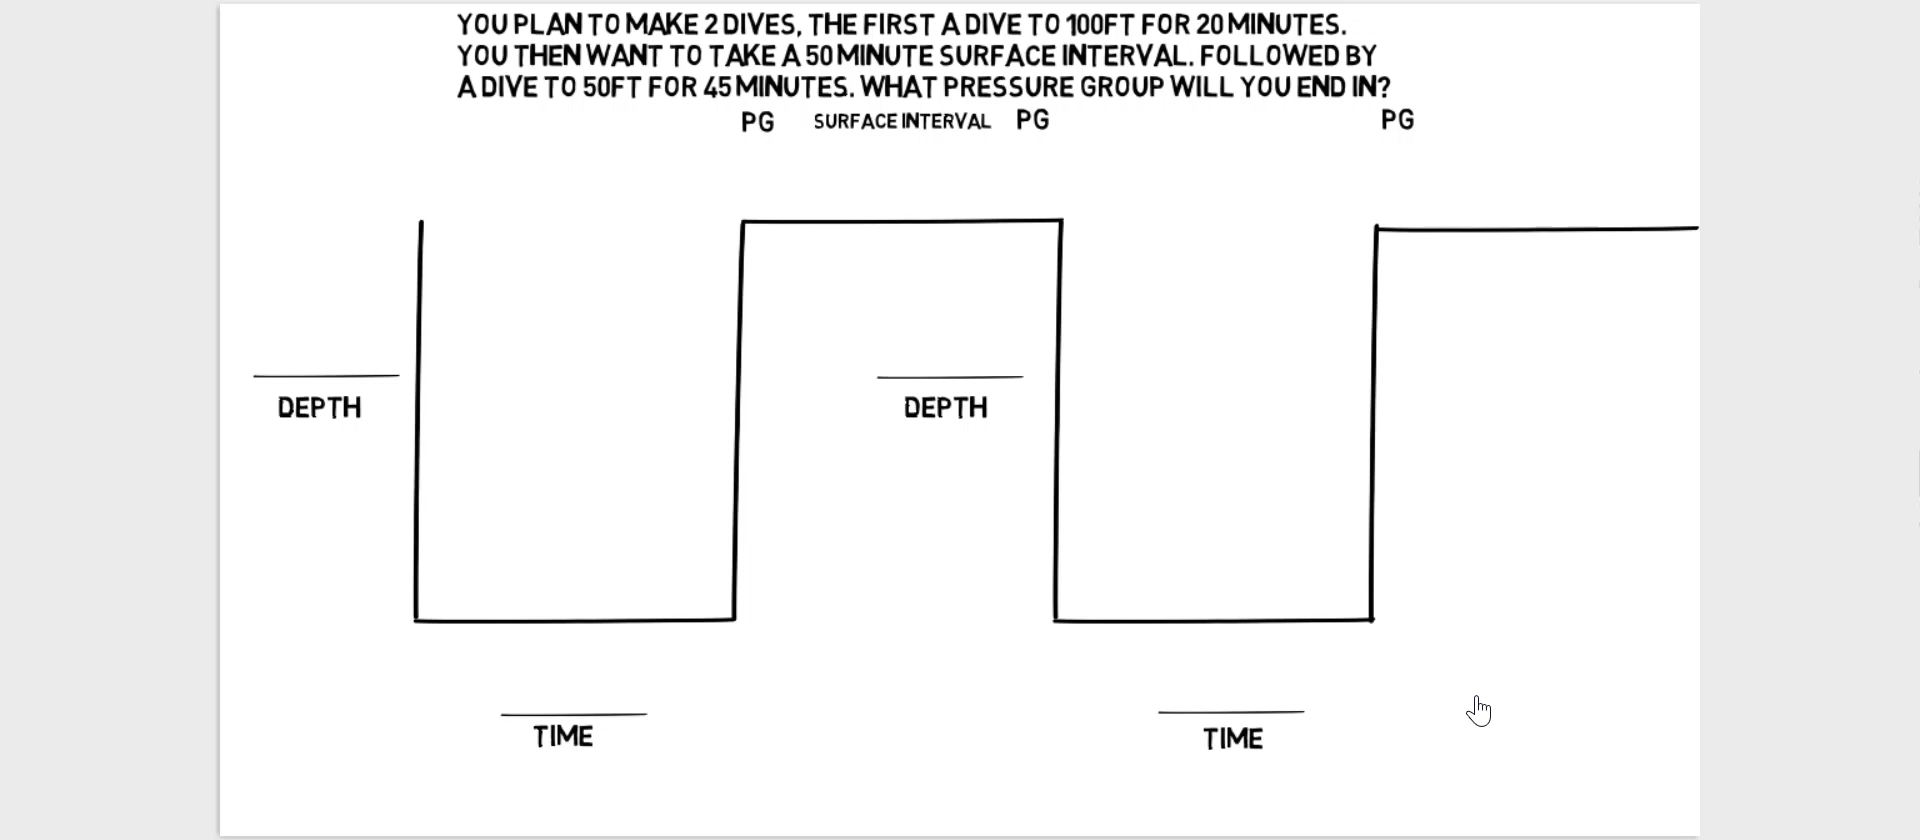 YOU PLAN TO MAKE 2 DIVES, THE FIRST A DIVE TO 100FT FOR 20 MINUTES.
YOU THEN WANT TO TAKE A 50 MINUTE SURFACE INTERVAL. FOLLOWED BY
A DIVE TO 50FT FOR 45 MINUTES. WHAT PRESSURE GROUP WILL YOU END IN?
PG SURFACE INTERVAL PG PG
DEPTH DEPTH
TIME TIME